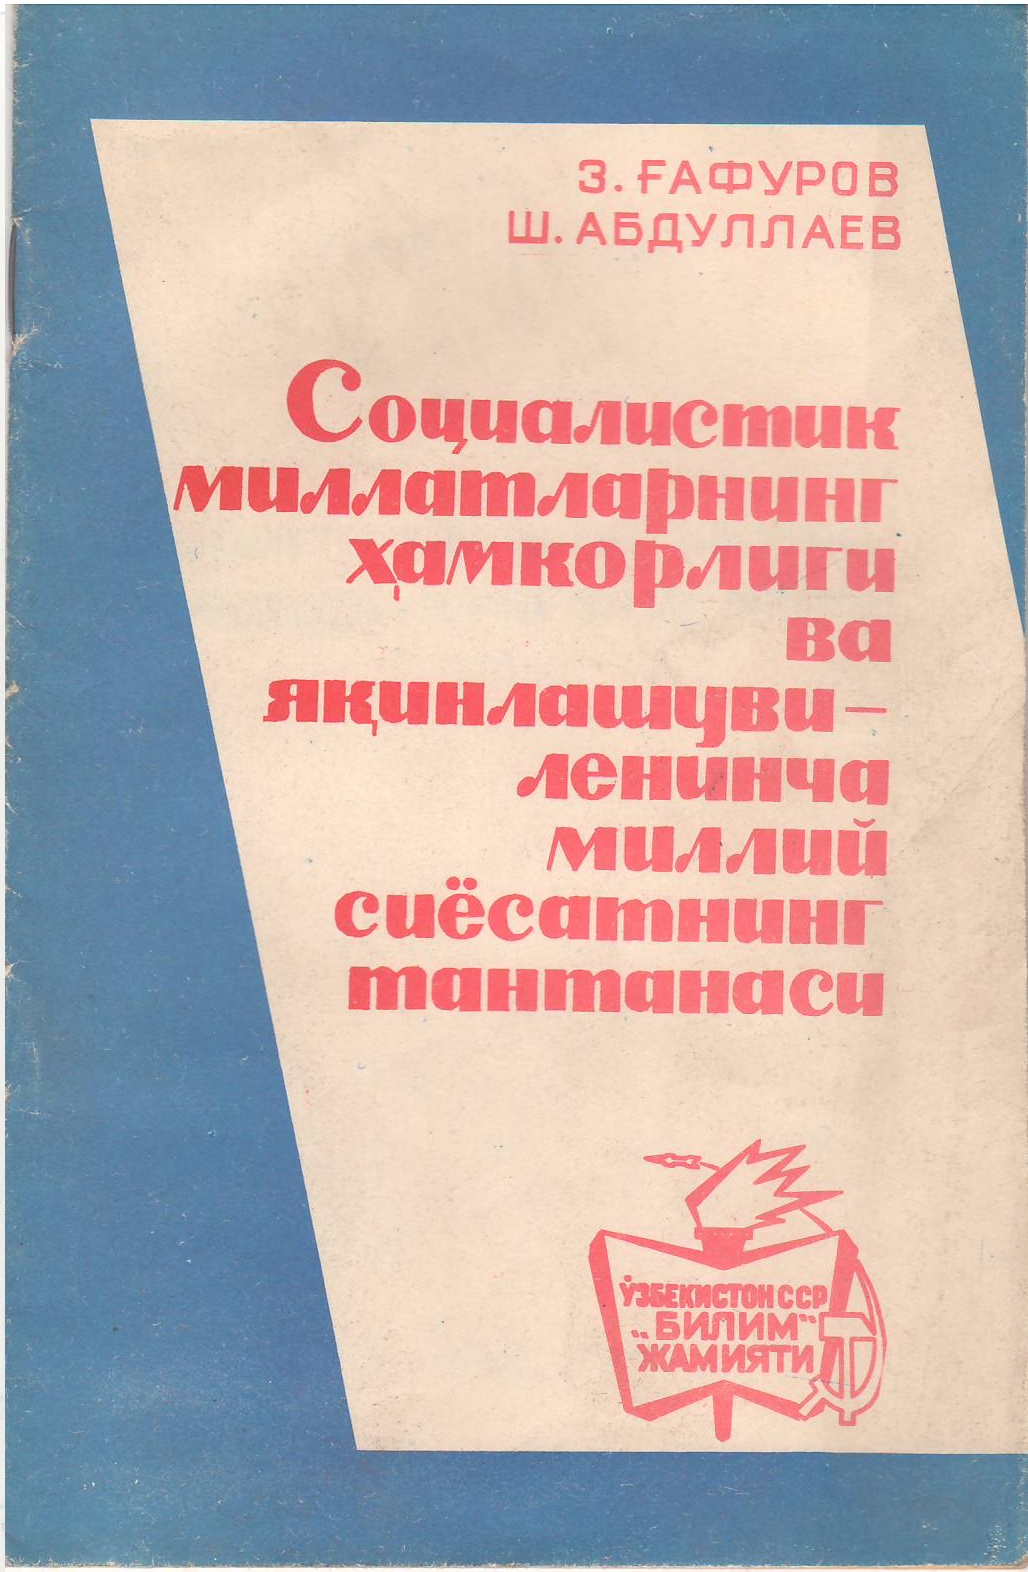 З. ҒАФУРОВ
Ш. АБДУЛЛАЕВ
Социалистик
миллатларнинг
ҳамкорлиги
ва
яқинлашуви —
ленинча
миллий
сиёсатнинг
тантанаси
ЎЗБЕКИСТОН ССР
„БИЛИМ“
ЖАМИЯТИ